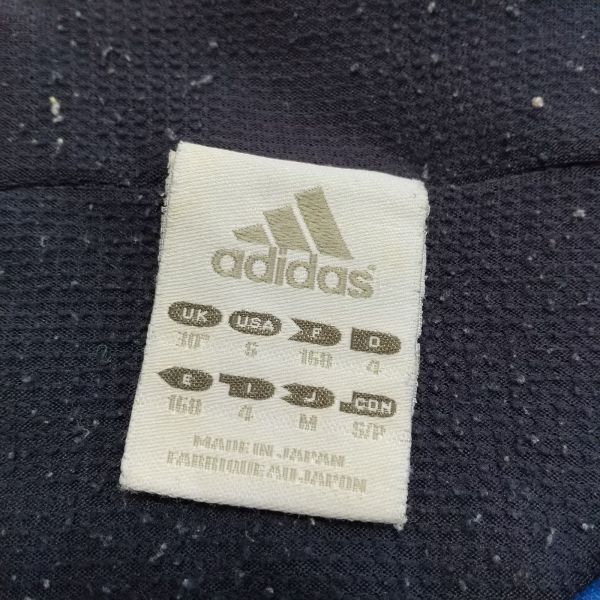 adidas
UK USA F D
30" S 168 4
E I J CDN
168 4 M S/P
MADE IN JAPAN
FABRIQUE AU JAPON